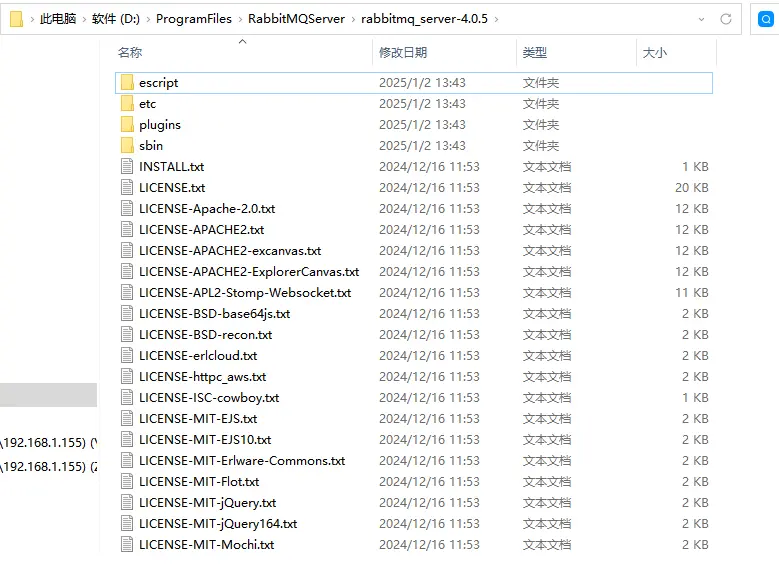 此电脑 › 软件 (D:) › ProgramFiles › RabbitMQServer › rabbitmq_server-4.0.5 ›
名称 修改日期 类型 大小
escript 2025/1/2 13:43 文件夹
etc 2025/1/2 13:43 文件夹
plugins 2025/1/2 13:43 文件夹
sbin 2025/1/2 13:43 文件夹
INSTALL.txt 2024/12/16 11:53 文本文档 1 KB
LICENSE.txt 2024/12/16 11:53 文本文档 20 KB
LICENSE-Apache-2.0.txt 2024/12/16 11:53 文本文档 12 KB
LICENSE-APACHE2.txt 2024/12/16 11:53 文本文档 12 KB
LICENSE-APACHE2-excanvas.txt 2024/12/16 11:53 文本文档 12 KB
LICENSE-APACHE2-ExplorerCanvas.txt 2024/12/16 11:53 文本文档 12 KB
LICENSE-APL2-Stomp-Websocket.txt 2024/12/16 11:53 文本文档 11 KB
LICENSE-BSD-base64js.txt 2024/12/16 11:53 文本文档 2 KB
LICENSE-BSD-recon.txt 2024/12/16 11:53 文本文档 2 KB
LICENSE-erlcloud.txt 2024/12/16 11:53 文本文档 2 KB
LICENSE-httpc_aws.txt 2024/12/16 11:53 文本文档 2 KB
LICENSE-ISC-cowboy.txt 2024/12/16 11:53 文本文档 1 KB
LICENSE-MIT-EJS.txt 2024/12/16 11:53 文本文档 2 KB
LICENSE-MIT-EJS10.txt 2024/12/16 11:53 文本文档 2 KB
\192.168.1.155) (V
LICENSE-MIT-Erlware-Commons.txt 2024/12/16 11:53 文本文档 2 KB
\192.168.1.155) (Z
LICENSE-MIT-Flot.txt 2024/12/16 11:53 文本文档 2 KB
LICENSE-MIT-jQuery.txt 2024/12/16 11:53 文本文档 2 KB
LICENSE-MIT-jQuery164.txt 2024/12/16 11:53 文本文档 2 KB
LICENSE-MIT-Mochi.txt 2024/12/16 11:53 文本文档 2 KB